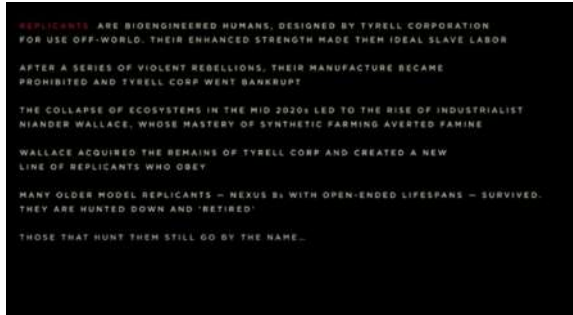 REPLICANTS ARE BIOENGINEERED HUMANS, DESIGNED BY TYRELL CORPORATION
FOR USE OFF-WORLD. THEIR ENHANCED STRENGTH MADE THEM IDEAL SLAVE LABOR
AFTER A SERIES OF VIOLENT REBELLIONS, THEIR MANUFACTURE BECAME
PROHIBITED AND TYRELL CORP WENT BANKRUPT
THE COLLAPSE OF ECOSYSTEMS IN THE MID 2020s LED TO THE RISE OF INDUSTRIALIST
NIANDER WALLACE, WHOSE MASTERY OF SYNTHETIC FARMING AVERTED FAMINE
WALLACE ACQUIRED THE REMAINS OF TYRELL CORP AND CREATED A NEW
LINE OF REPLICANTS WHO OBEY
MANY OLDER MODEL REPLICANTS — NEXUS 8s WITH OPEN-ENDED LIFESPANS — SURVIVED.
THEY ARE HUNTED DOWN AND 'RETIRED'
THOSE THAT HUNT THEM STILL GO BY THE NAME…